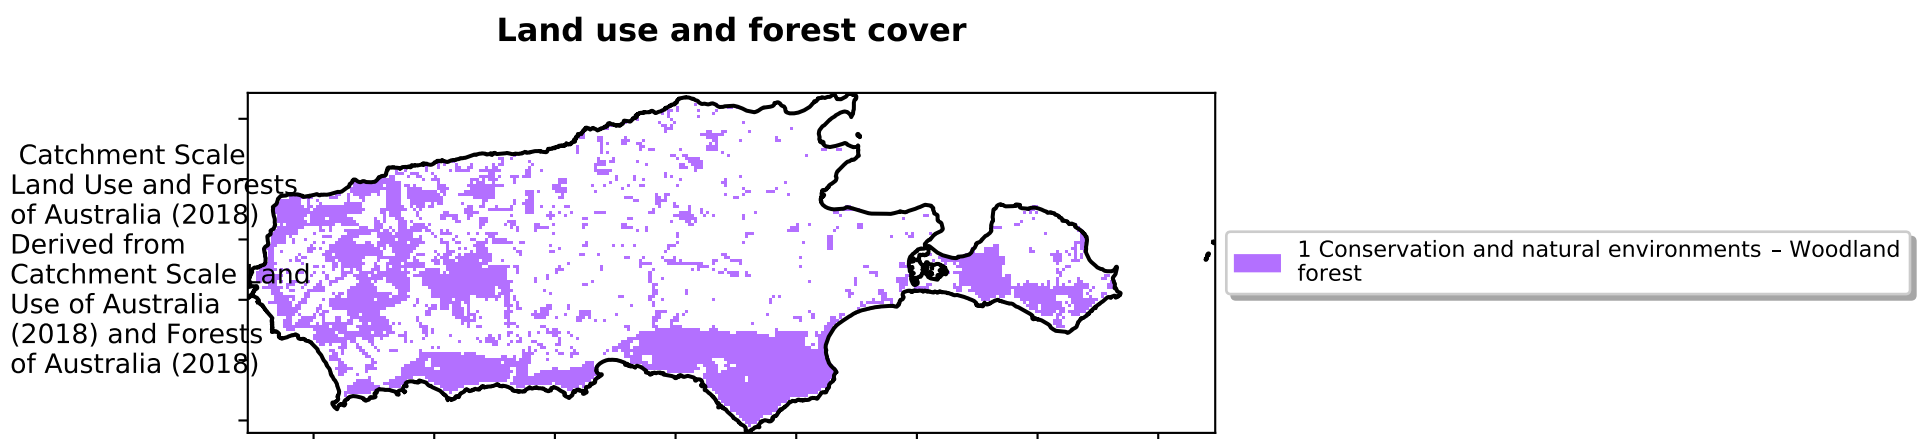 Land use and forest cover
Catchment Scale
Land Use and Forests
of Australia (2018)
Derived from
Catchment Scale Land
Use of Australia
(2018) and Forests
of Australia (2018)
1 Conservation and natural environments – Woodland
forest